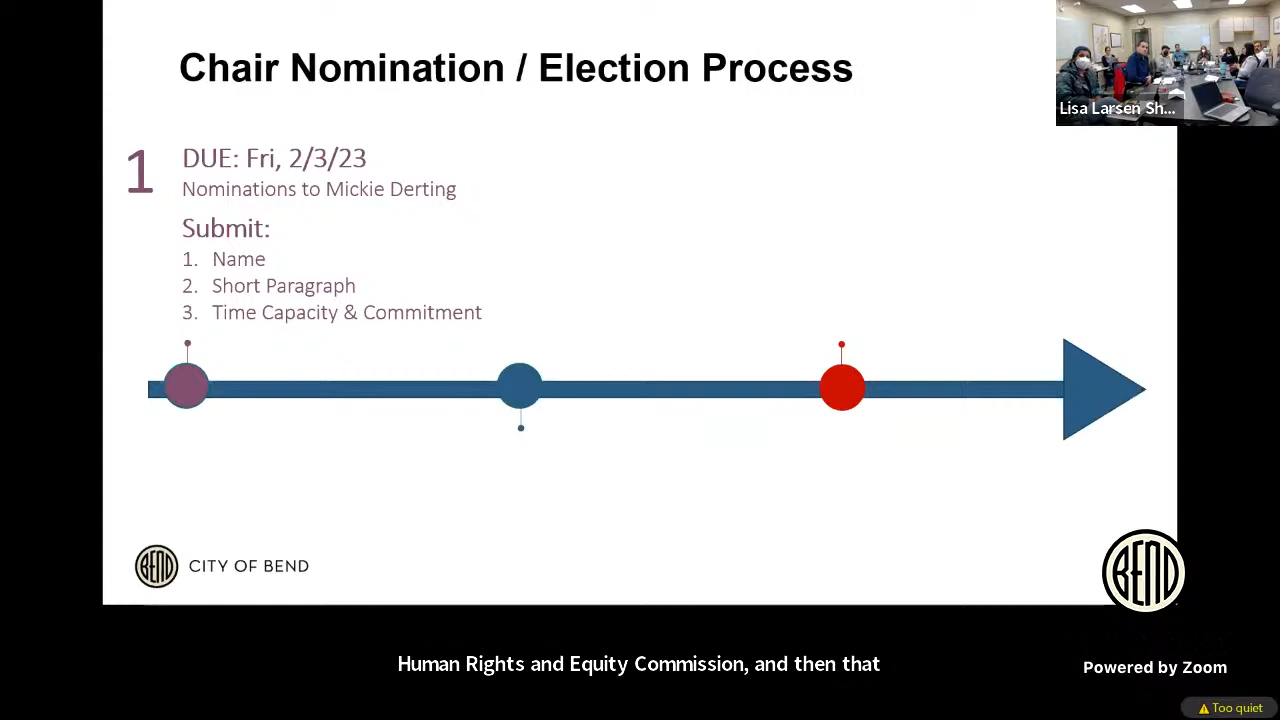 Chair Nomination / Election Process
Lisa Larsen Sh...
1
DUE: Fri, 2/3/23
Nominations to Mickie Derting
Submit:
1. Name
2. Short Paragraph
3. Time Capacity & Commitment
BEND
CITY OF BEND
BEND
Human Rights and Equity Commission, and then that
Powered by Zoom
Too quiet